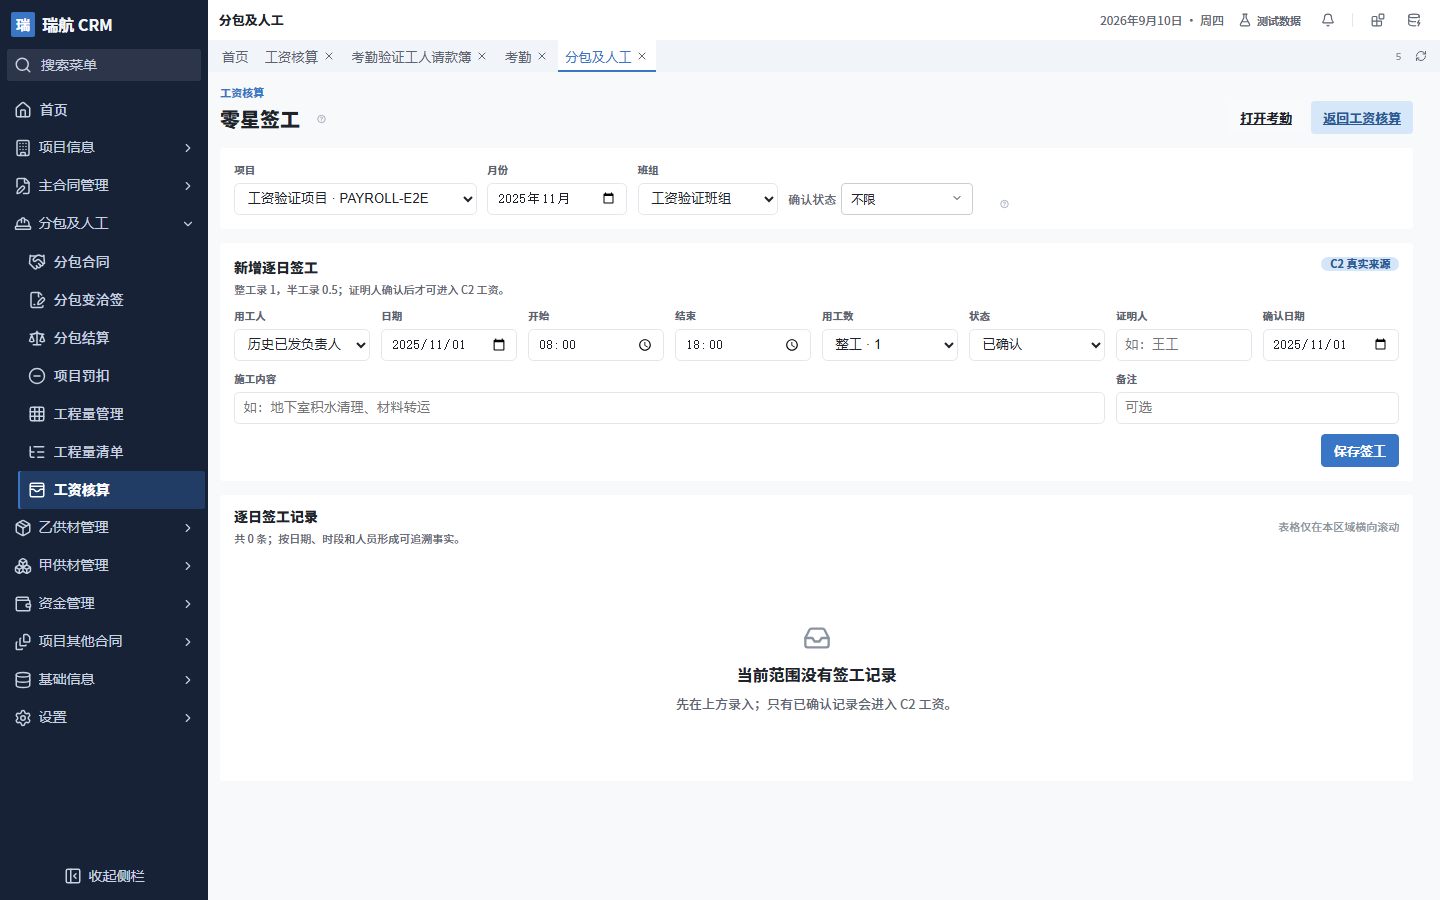 瑞 瑞航 CRM
搜索菜单
首页
项目信息
主合同管理
分包及人工
分包合同
分包变洽签
分包结算
项目罚扣
工程量管理
工程量清单
工资核算
乙供材管理
甲供材管理
资金管理
项目其他合同
基础信息
设置
收起侧栏
分包及人工
2026年9月10日 · 周四 测试数据
首页 工资核算 考勤验证工人请款簿 考勤 分包及人工 5
工资核算
零星签工
打开考勤 返回工资核算
项目 月份 班组
工资验证项目 · PAYROLL-E2E 2025年11月 工资验证班组 确认状态 不限
新增逐日签工
C2 真实来源
整工录 1，半工录 0.5；证明人确认后才可进入 C2 工资。
用工人 日期 开始 结束 用工数 状态 证明人 确认日期
历史已发负责人 2025/11/01 08:00 18:00 整工 · 1 已确认 如：王工 2025/11/01
施工内容 备注
如：地下室积水清理、材料转运 可选
保存签工
逐日签工记录
共 0 条；按日期、时段和人员形成可追溯事实。
表格仅在本区域横向滚动
当前范围没有签工记录
先在上方录入；只有已确认记录会进入 C2 工资。